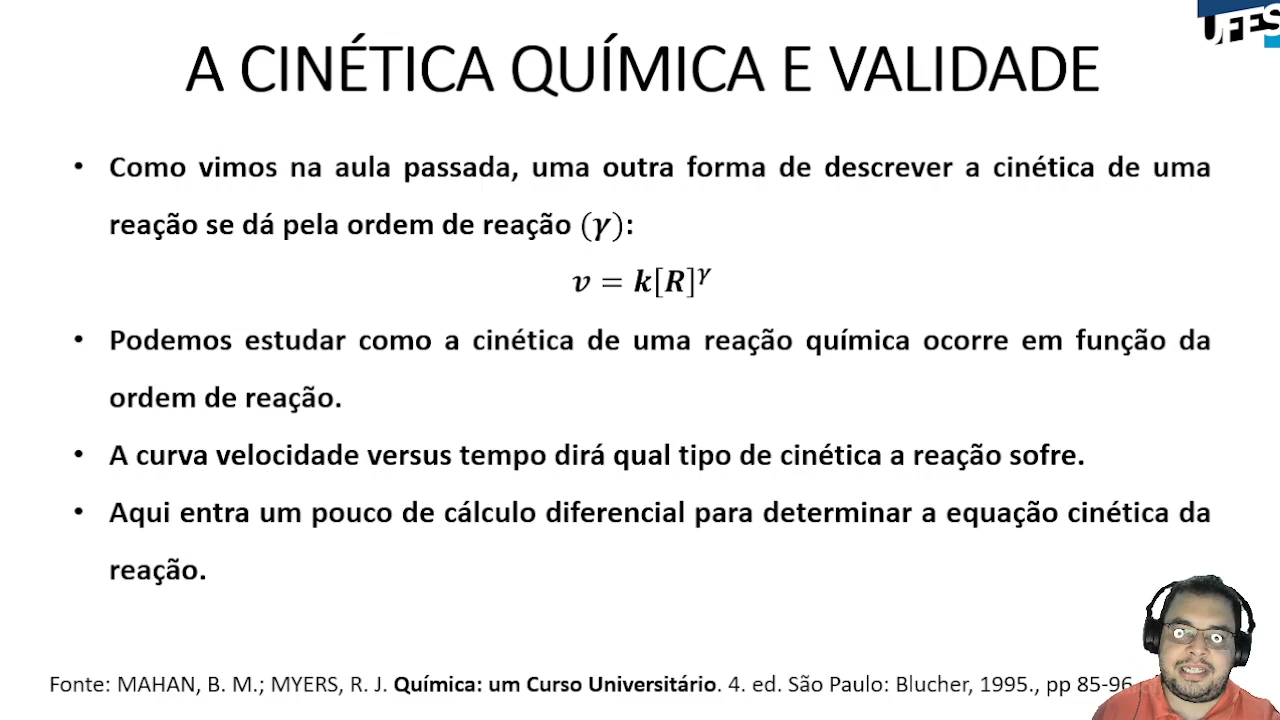 UFES
A CINÉTICA QUÍMICA E VALIDADE
• Como vimos na aula passada, uma outra forma de descrever a cinética de uma
reação se dá pela ordem de reação (γ):
v = k[R]^γ
• Podemos estudar como a cinética de uma reação química ocorre em função da
ordem de reação.
• A curva velocidade versus tempo dirá qual tipo de cinética a reação sofre.
• Aqui entra um pouco de cálculo diferencial para determinar a equação cinética da
reação.
Fonte: MAHAN, B. M.; MYERS, R. J. Química: um Curso Universitário. 4. ed. São Paulo: Blucher, 1995., pp 85-96